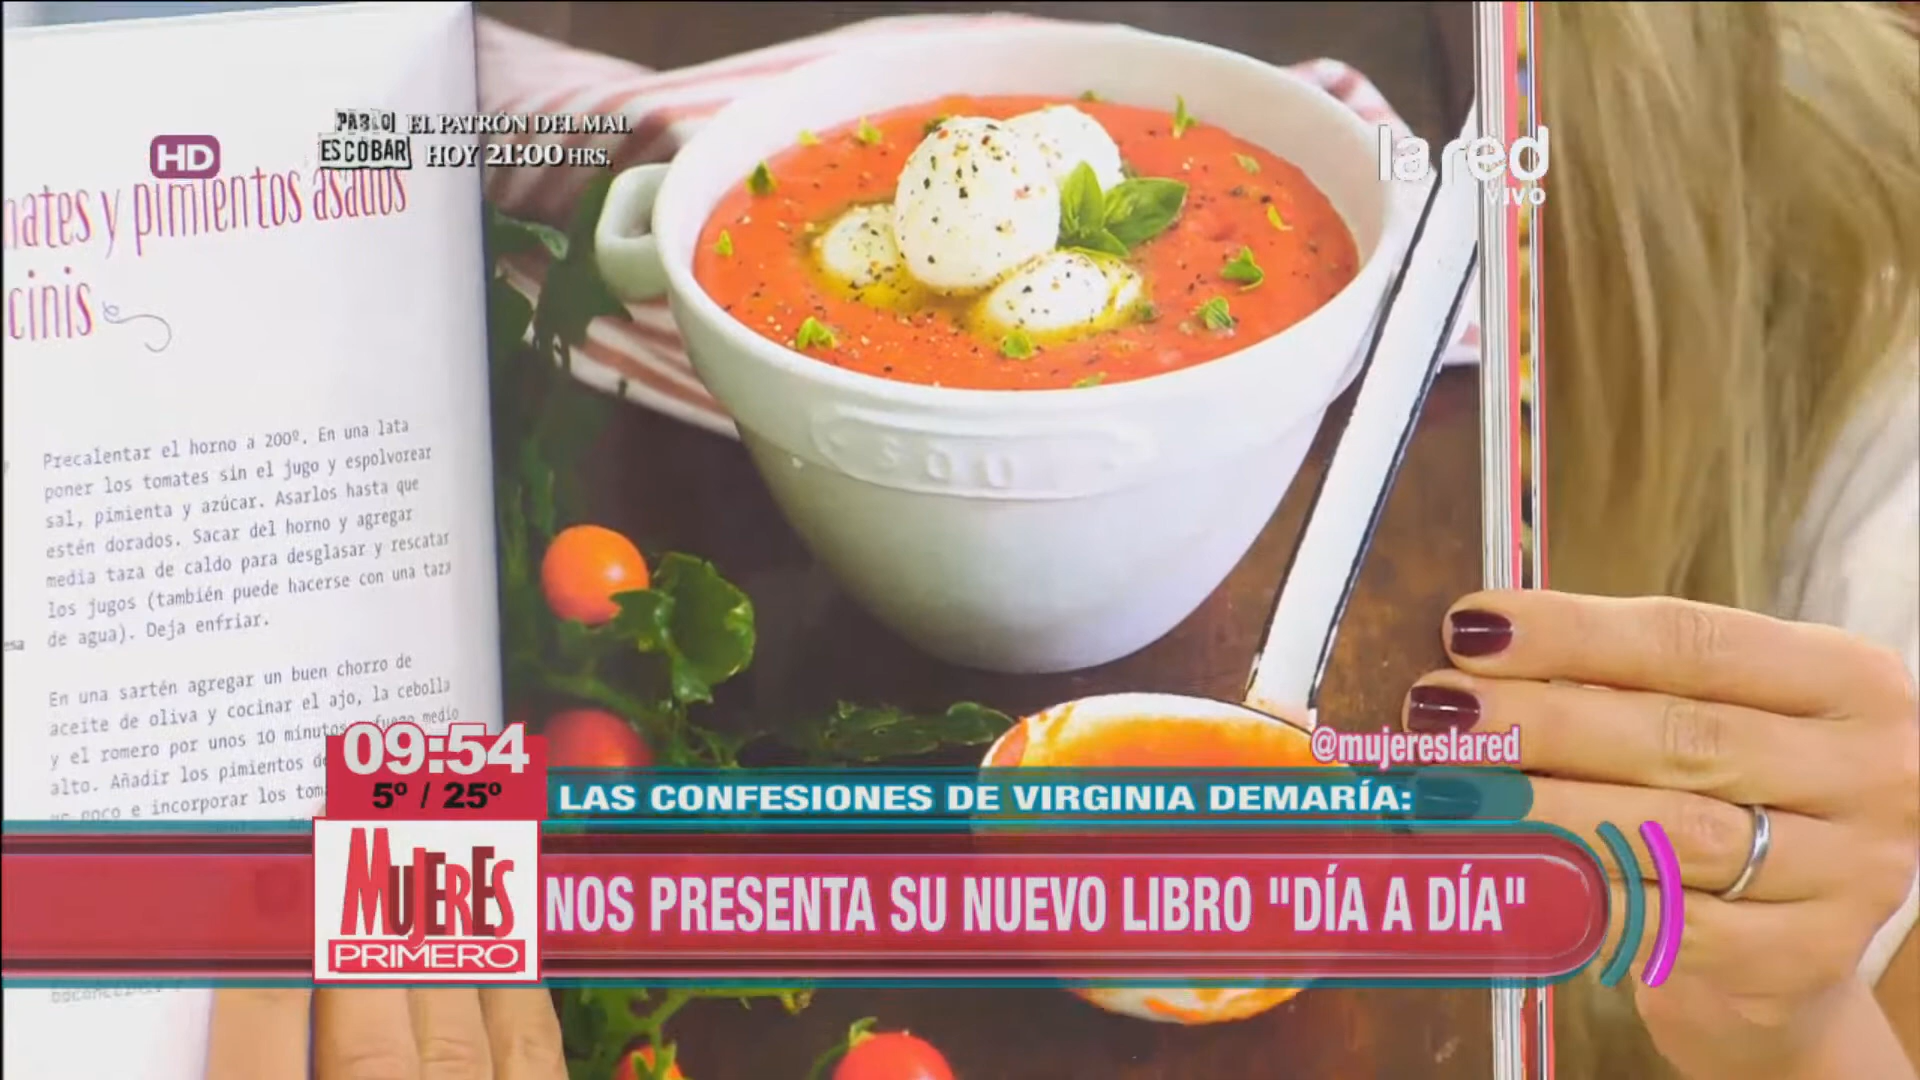 HD
PABLO ESCOBAR
EL PATRÓN DEL MAL
HOY 21:00 HRS.
la red
vivo
y pimientos asados
Precalentar el horno a 200º. En una lata
poner los tomates sin el jugo y espolvorear
sal, pimienta y azúcar. Asarlos hasta que
estén dorados. Sacar del horno y agregar
media taza de caldo para desglasar y rescatar
los jugos (también puede hacerse con una taza
de agua). Deja enfriar.
En una sartén agregar un buen chorro de
aceite de oliva y cocinar el ajo, la cebolla
y el romero por unos 10 minutos fuego medio
alto. Añadir los pimientos
poco e incorporar los
SOU
@mujereslared
09:54
5º / 25º
LAS CONFESIONES DE VIRGINIA DEMARÍA:
MUJERES
PRIMERO
NOS PRESENTA SU NUEVO LIBRO "DÍA A DÍA"